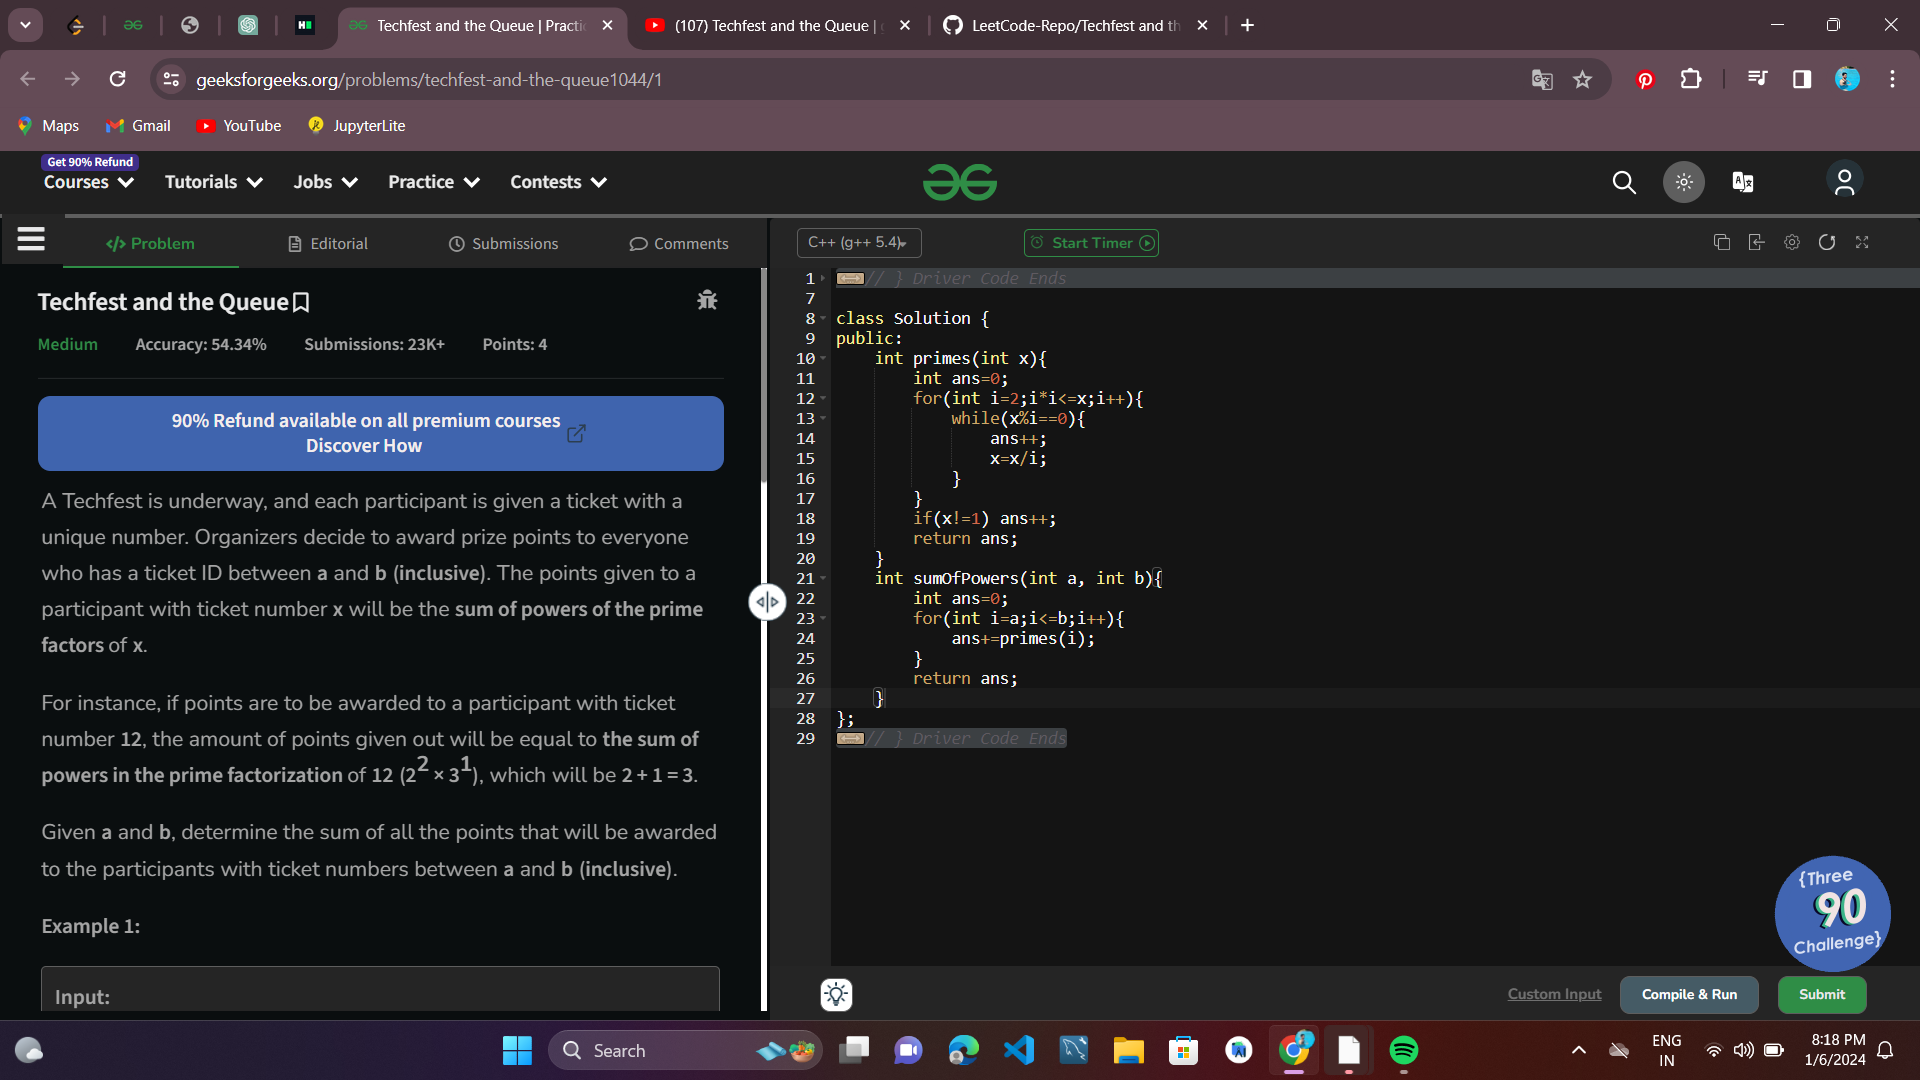 Techfest and the Queue | Practi
(107) Techfest and the Queue |
LeetCode-Repo/Techfest and th
geeksforgeeks.org/problems/techfest-and-the-queue1044/1
Maps
Gmail
YouTube
JupyterLite
Get 90% Refund
Courses
Tutorials
Jobs
Practice
Contests
Problem
Editorial
Submissions
Comments
C++ (g++ 5.4)
Start Timer
Techfest and the Queue
Medium
Accuracy: 54.34%
Submissions: 23K+
Points: 4
90% Refund available on all premium courses
Discover How
A Techfest is underway, and each participant is given a ticket with a
unique number. Organizers decide to award prize points to everyone
who has a ticket ID between a and b (inclusive). The points given to a
participant with ticket number x will be the sum of powers of the prime
factors of x.
For instance, if points are to be awarded to a participant with ticket
number 12, the amount of points given out will be equal to the sum of
powers in the prime factorization of 12 (2² × 3¹), which will be 2 + 1 = 3.
Given a and b, determine the sum of all the points that will be awarded
to the participants with ticket numbers between a and b (inclusive).
Example 1:
Input:
1 // } Driver Code Ends
7
8 class Solution {
9 public:
10 int primes(int x){
11 int ans=0;
12 for(int i=2;i*i<=x;i++){
13 while(x%i==0){
14 ans++;
15 x=x/i;
16 }
17 }
18 if(x!=1) ans++;
19 return ans;
20 }
21 int sumOfPowers(int a, int b){
22 int ans=0;
23 for(int i=a;i<=b;i++){
24 ans+=primes(i);
25 }
26 return ans;
27 }
28 };
29 // } Driver Code Ends
{Three
90
Challenge}
Custom Input
Compile & Run
Submit
Search
ENG
IN
8:18 PM
1/6/2024